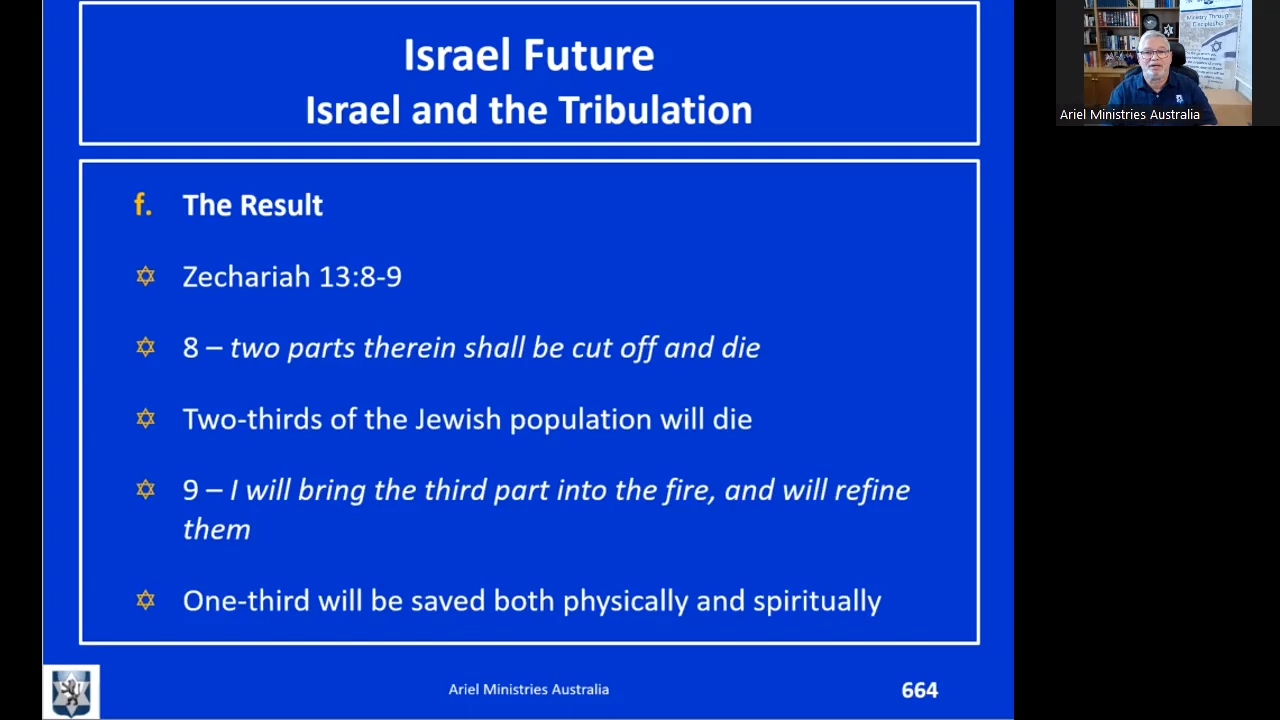 Israel Future
Israel and the Tribulation
f. The Result
Zechariah 13:8-9
8 – two parts therein shall be cut off and die
Two-thirds of the Jewish population will die
9 – I will bring the third part into the fire, and will refine
them
One-third will be saved both physically and spiritually
Ariel Ministries Australia
664
Ministry Through
Discipleship
Ariel Ministries Australia